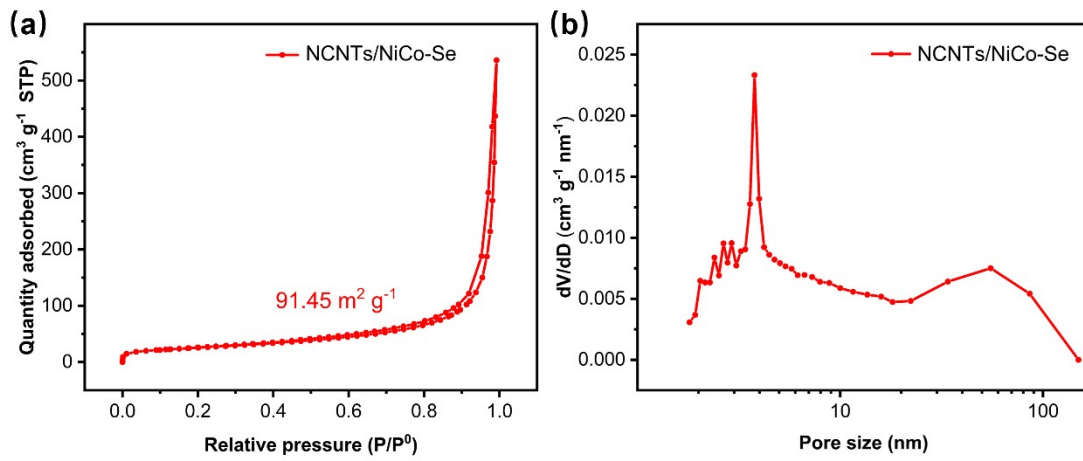 (a)
NCNTs/NiCo-Se
Quantity adsorbed (cm³ g⁻¹ STP)
500
400
300
200
100
0
91.45 m² g⁻¹
0.0 0.2 0.4 0.6 0.8 1.0
Relative pressure (P/P⁰)
(b)
NCNTs/NiCo-Se
dV/dD (cm³ g⁻¹ nm⁻¹)
0.025
0.020
0.015
0.010
0.005
0.000
10 100
Pore size (nm)